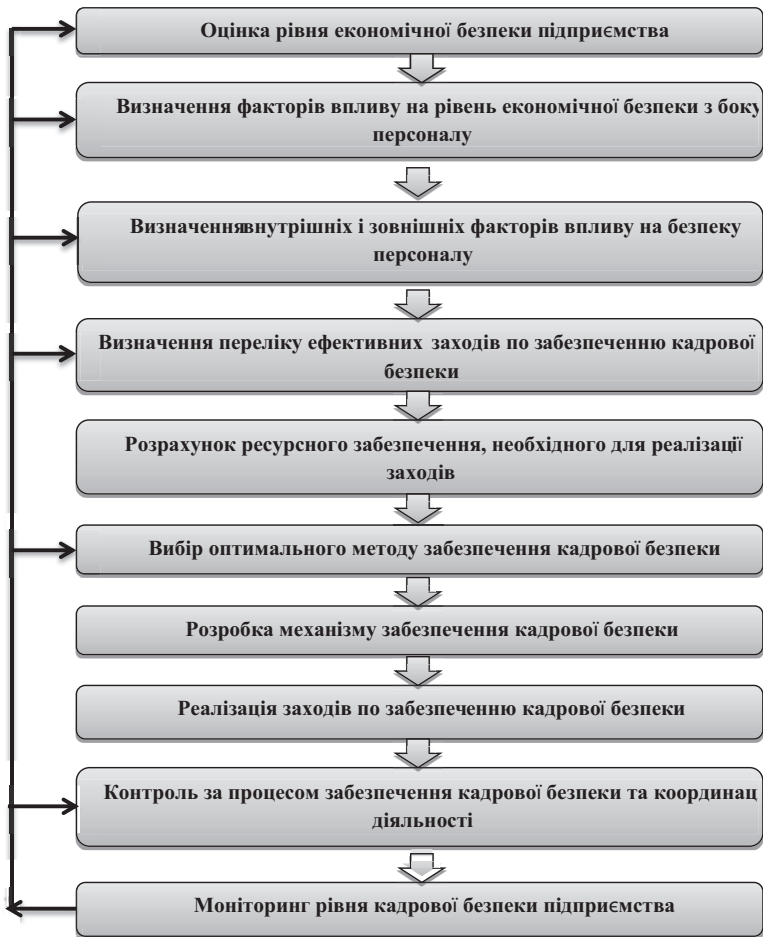 Оцінка рівня економічної безпеки підприємства
Визначення факторів впливу на рівень економічної безпеки з боку
персоналу
Визначеннявнутрішніх і зовнішніх факторів впливу на безпеку
персоналу
Визначення переліку ефективних заходів по забезпеченню кадрової
безпеки
Розрахунок ресурсного забезпечення, необхідного для реалізації
заходів
Вибір оптимального методу забезпечення кадрової безпеки
Розробка механізму забезпечення кадрової безпеки
Реалізація заходів по забезпеченню кадрової безпеки
Контроль за процесом забезпечення кадрової безпеки та координац
діяльності
Моніторинг рівня кадрової безпеки підприємства